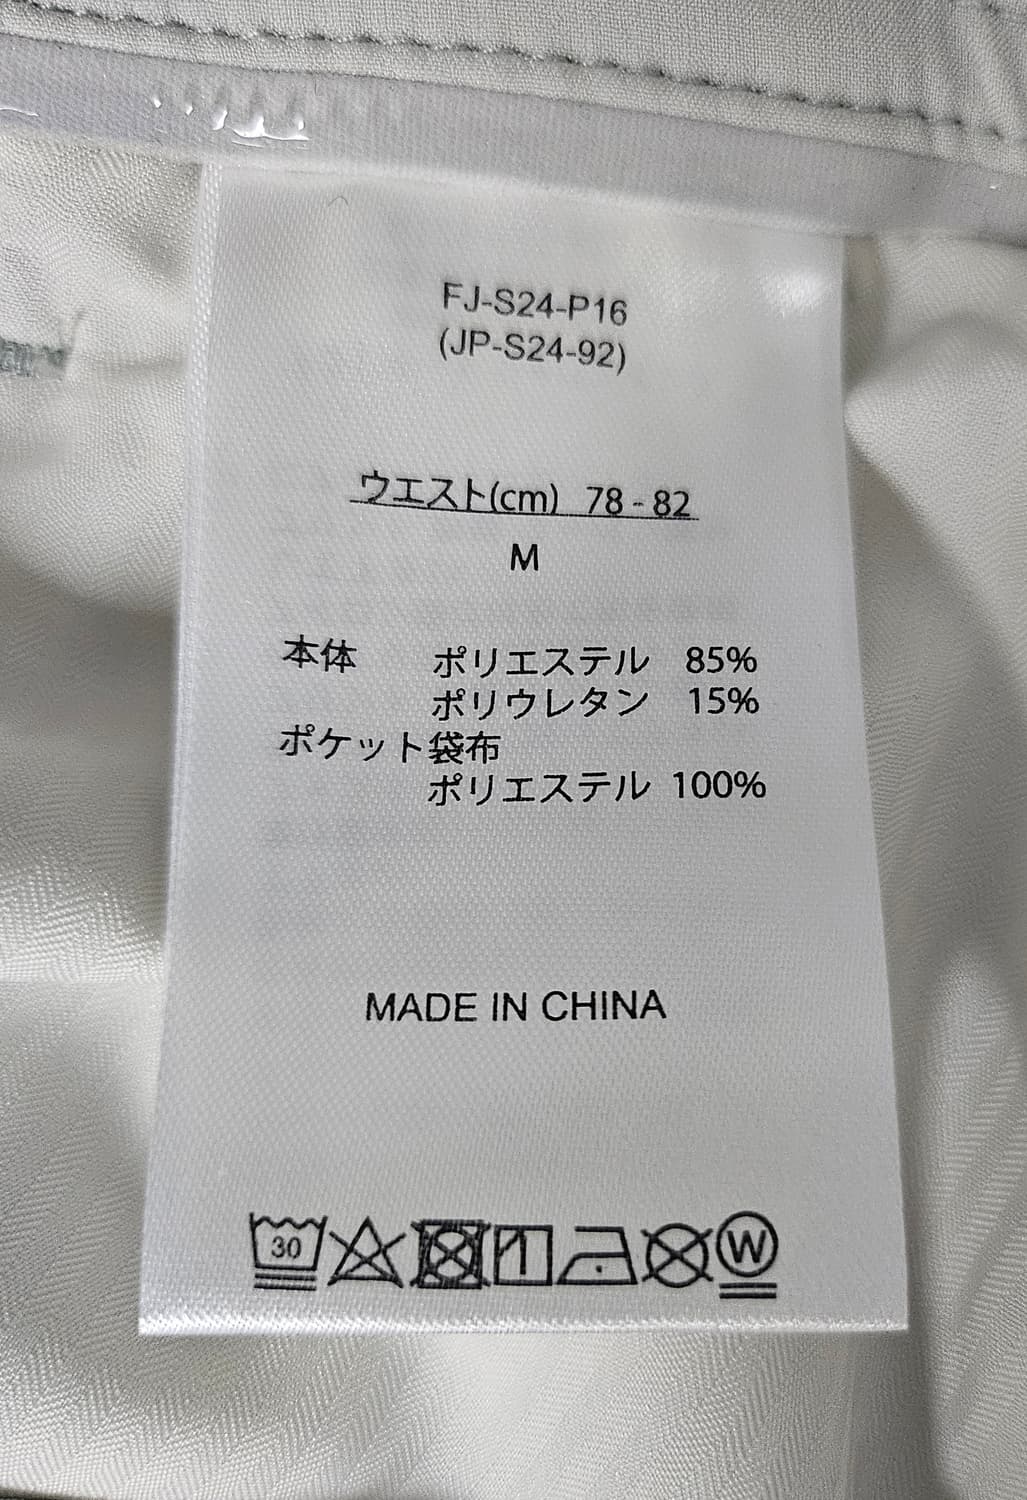 FJ-S24-P16
(JP-S24-92)
ウエスト(cm) 78 - 82
M
本体 ポリエステル 85%
ポリウレタン 15%
ポケット袋布
ポリエステル 100%
MADE IN CHINA
30 W